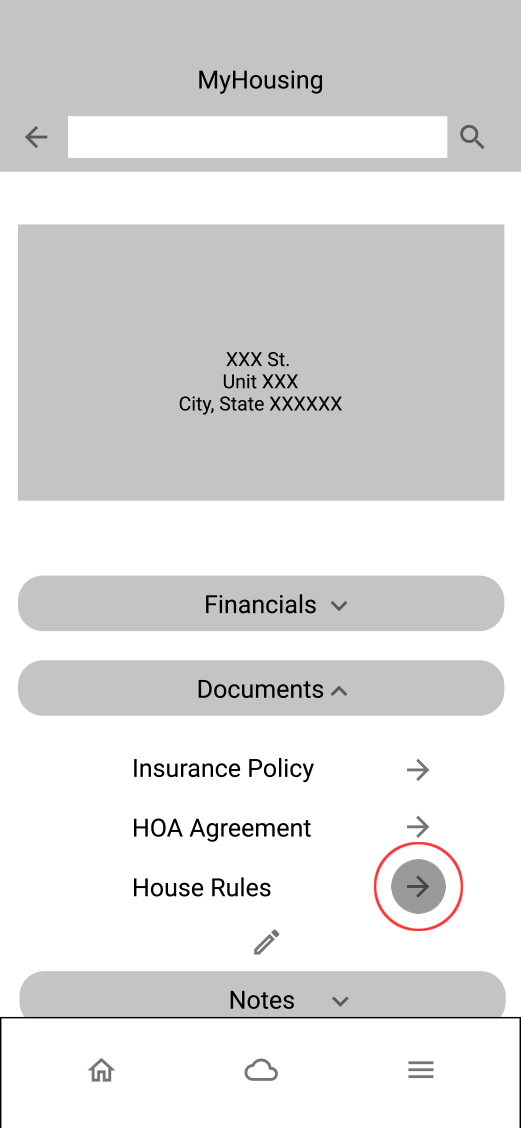 MyHousing
XXX St.
Unit XXX
City, State XXXXXX
Financials
Documents
Insurance Policy
HOA Agreement
House Rules
Notes